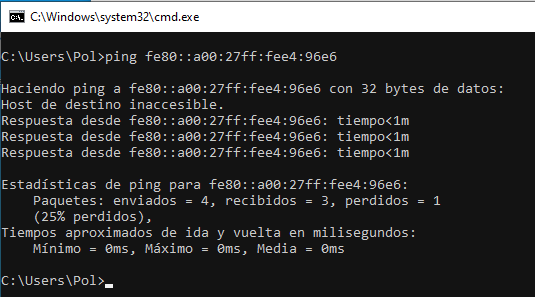 C:\Windows\system32\cmd.exe
C:\Users\Pol>ping fe80::a00:27ff:fee4:96e6
Haciendo ping a fe80::a00:27ff:fee4:96e6 con 32 bytes de datos:
Host de destino inaccesible.
Respuesta desde fe80::a00:27ff:fee4:96e6: tiempo<1m
Respuesta desde fe80::a00:27ff:fee4:96e6: tiempo<1m
Respuesta desde fe80::a00:27ff:fee4:96e6: tiempo<1m
Estadísticas de ping para fe80::a00:27ff:fee4:96e6:
Paquetes: enviados = 4, recibidos = 3, perdidos = 1
(25% perdidos),
Tiempos aproximados de ida y vuelta en milisegundos:
Mínimo = 0ms, Máximo = 0ms, Media = 0ms
C:\Users\Pol>